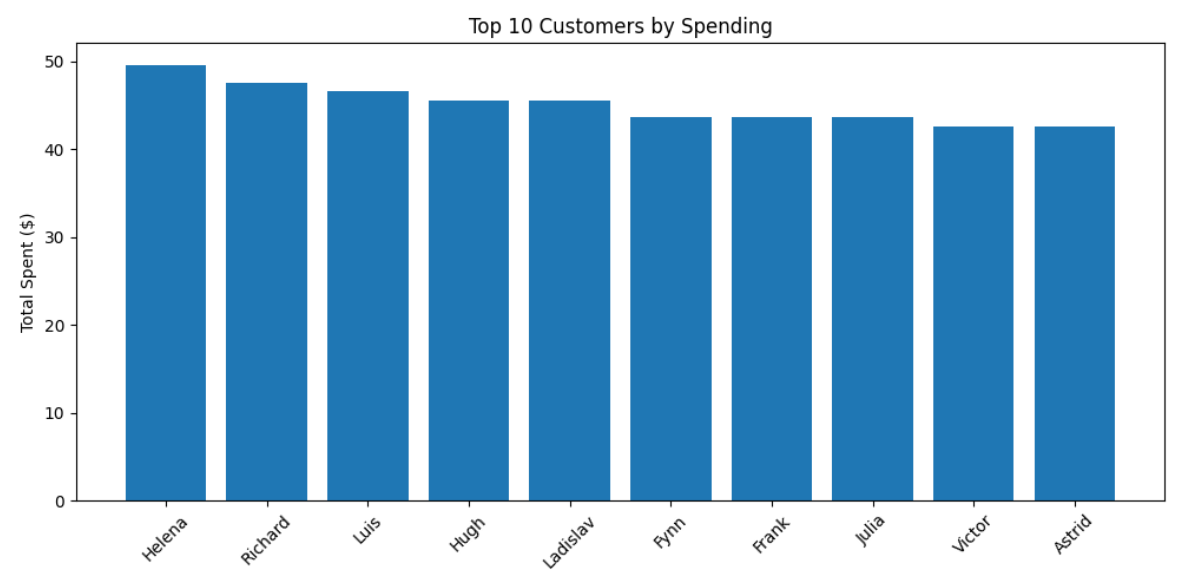 Top 10 Customers by Spending
Total Spent ($)
50
40
30
20
10
0
Helena
Richard
Luis
Hugh
Ladislav
Fynn
Frank
Julia
Victor
Astrid